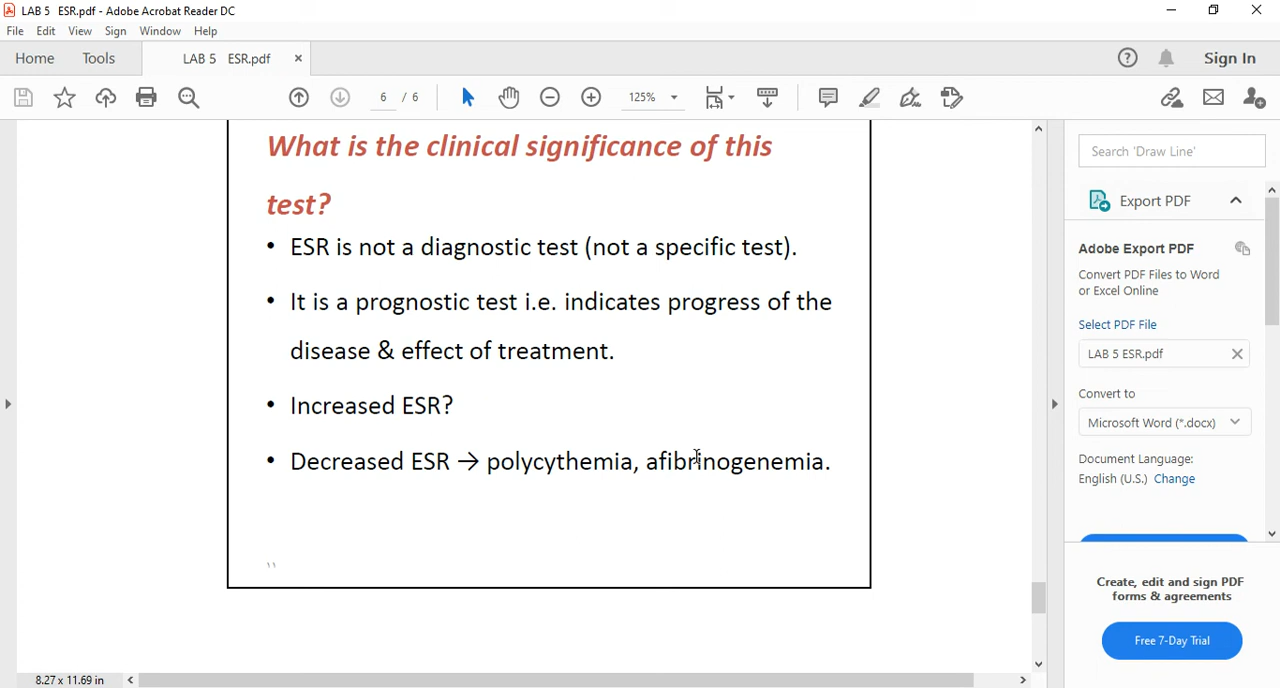 LAB 5 ESR.pdf - Adobe Acrobat Reader DC
File Edit View Sign Window Help
Home Tools LAB 5 ESR.pdf × Sign In
6 / 6 125%
What is the clinical significance of this
test?
• ESR is not a diagnostic test (not a specific test).
• It is a prognostic test i.e. indicates progress of the
disease & effect of treatment.
• Increased ESR?
• Decreased ESR → polycythemia, afibrinogenemia.
١١
8.27 x 11.69 in
Search 'Draw Line'
Export PDF
Adobe Export PDF
Convert PDF Files to Word
or Excel Online
Select PDF File
LAB 5 ESR.pdf
Convert to
Microsoft Word (*.docx)
Document Language:
English (U.S.) Change
Create, edit and sign PDF
forms & agreements
Free 7-Day Trial